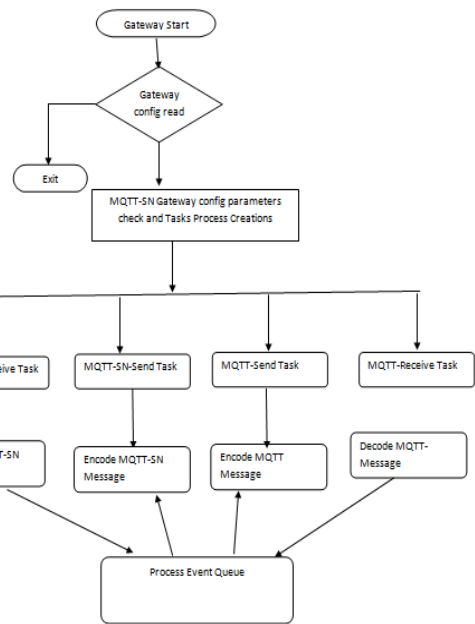 Gateway Start
Gateway
config read
Exit
MQTT-SN Gateway config parameters
check and Tasks Process Creations
Task
MQTT-SN-Send Task
MQTT-Send Task
MQTT-Receive Task
Encode MQTT-SN
Message
Encode MQTT
Message
Decode MQTT-
Message
Process Event Queue